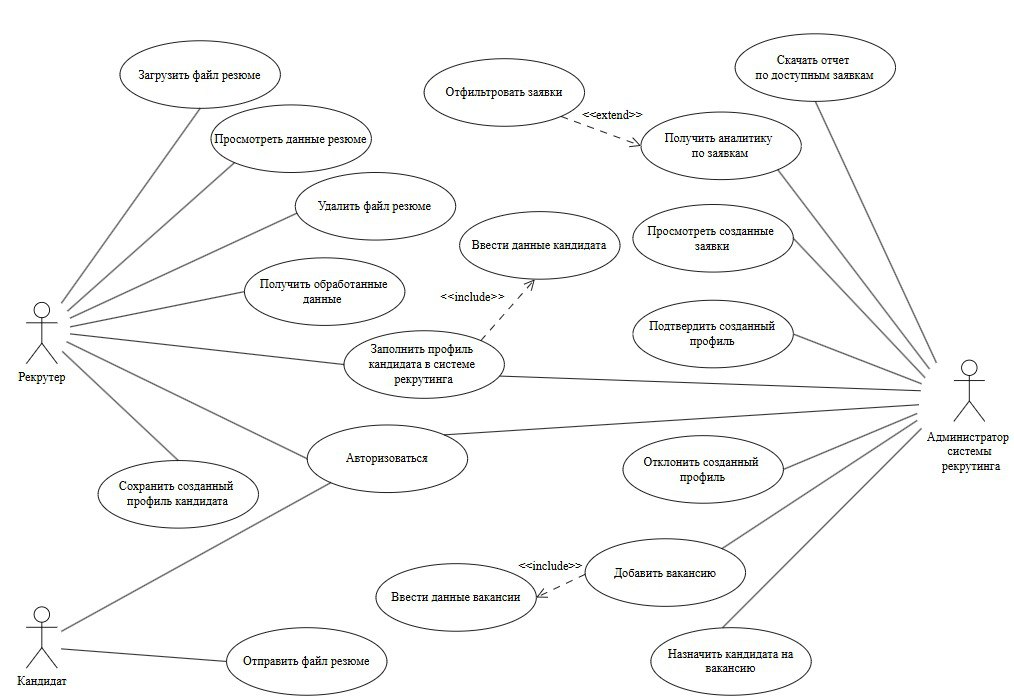 Скачать отчет
по доступным заявкам
Загрузить файл резюме
Отфильтровать заявки
<<extend>>
Просмотреть данные резюме
Получить аналитику
по заявкам
Удалить файл резюме
Ввести данные кандидата
Просмотреть созданные
заявки
Получить обработанные
данные
<<include>>
Подтвердить созданный
профиль
Заполнить профиль
кандидата в системе
рекрутинга
Рекрутер
Администратор
системы
рекрутинга
Авторизоваться
Отклонить созданный
профиль
Сохранить созданный
профиль кандидата
<<include>>
Добавить вакансию
Ввести данные вакансии
Отправить файл резюме
Назначить кандидата на
вакансию
Кандидат